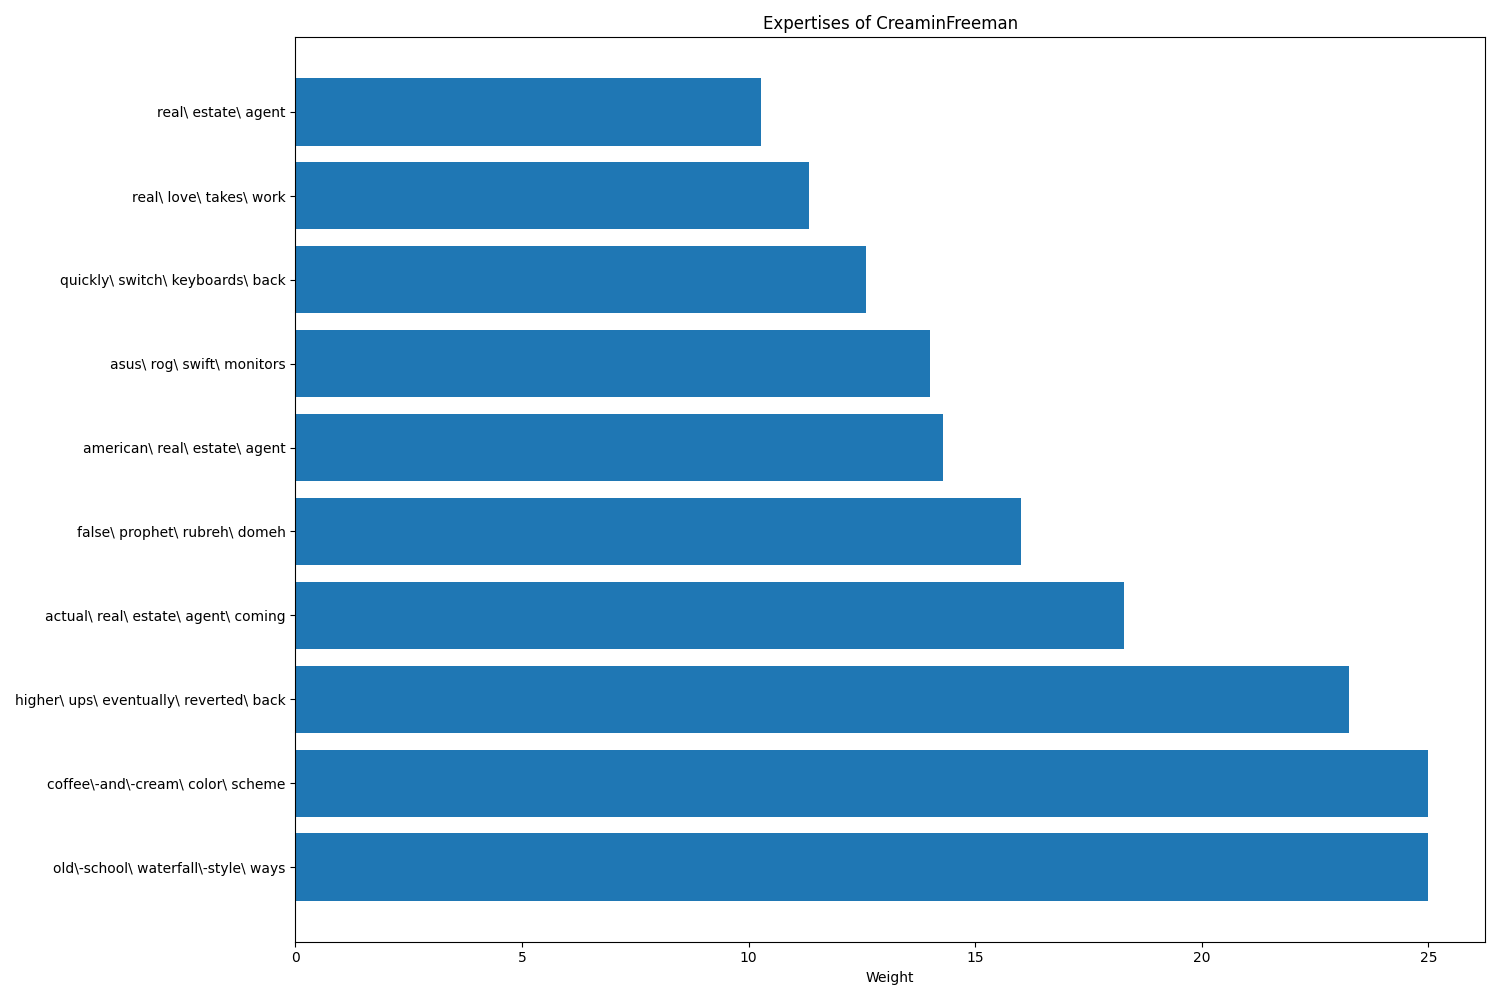 Expertises of CreaminFreeman
real\ estate\ agent
real\ love\ takes\ work
quickly\ switch\ keyboards\ back
asus\ rog\ swift\ monitors
american\ real\ estate\ agent
false\ prophet\ rubreh\ domeh
actual\ real\ estate\ agent\ coming
higher\ ups\ eventually\ reverted\ back
coffee\-and\-cream\ color\ scheme
old\-school\ waterfall\-style\ ways
0 5 10 15 20 25
Weight